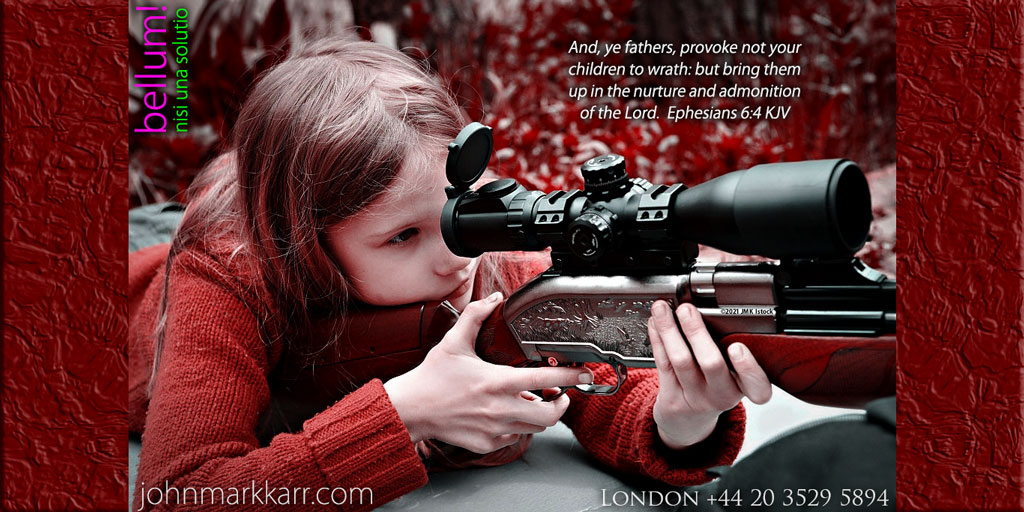 bellum!
nisi una solutio
And, ye fathers, provoke not your
children to wrath: but bring them
up in the nurture and admonition
of the Lord.  Ephesians 6:4 KJV
©2021 JMK Istock
johnmarkkarr.com
London +44 20 3529 5894